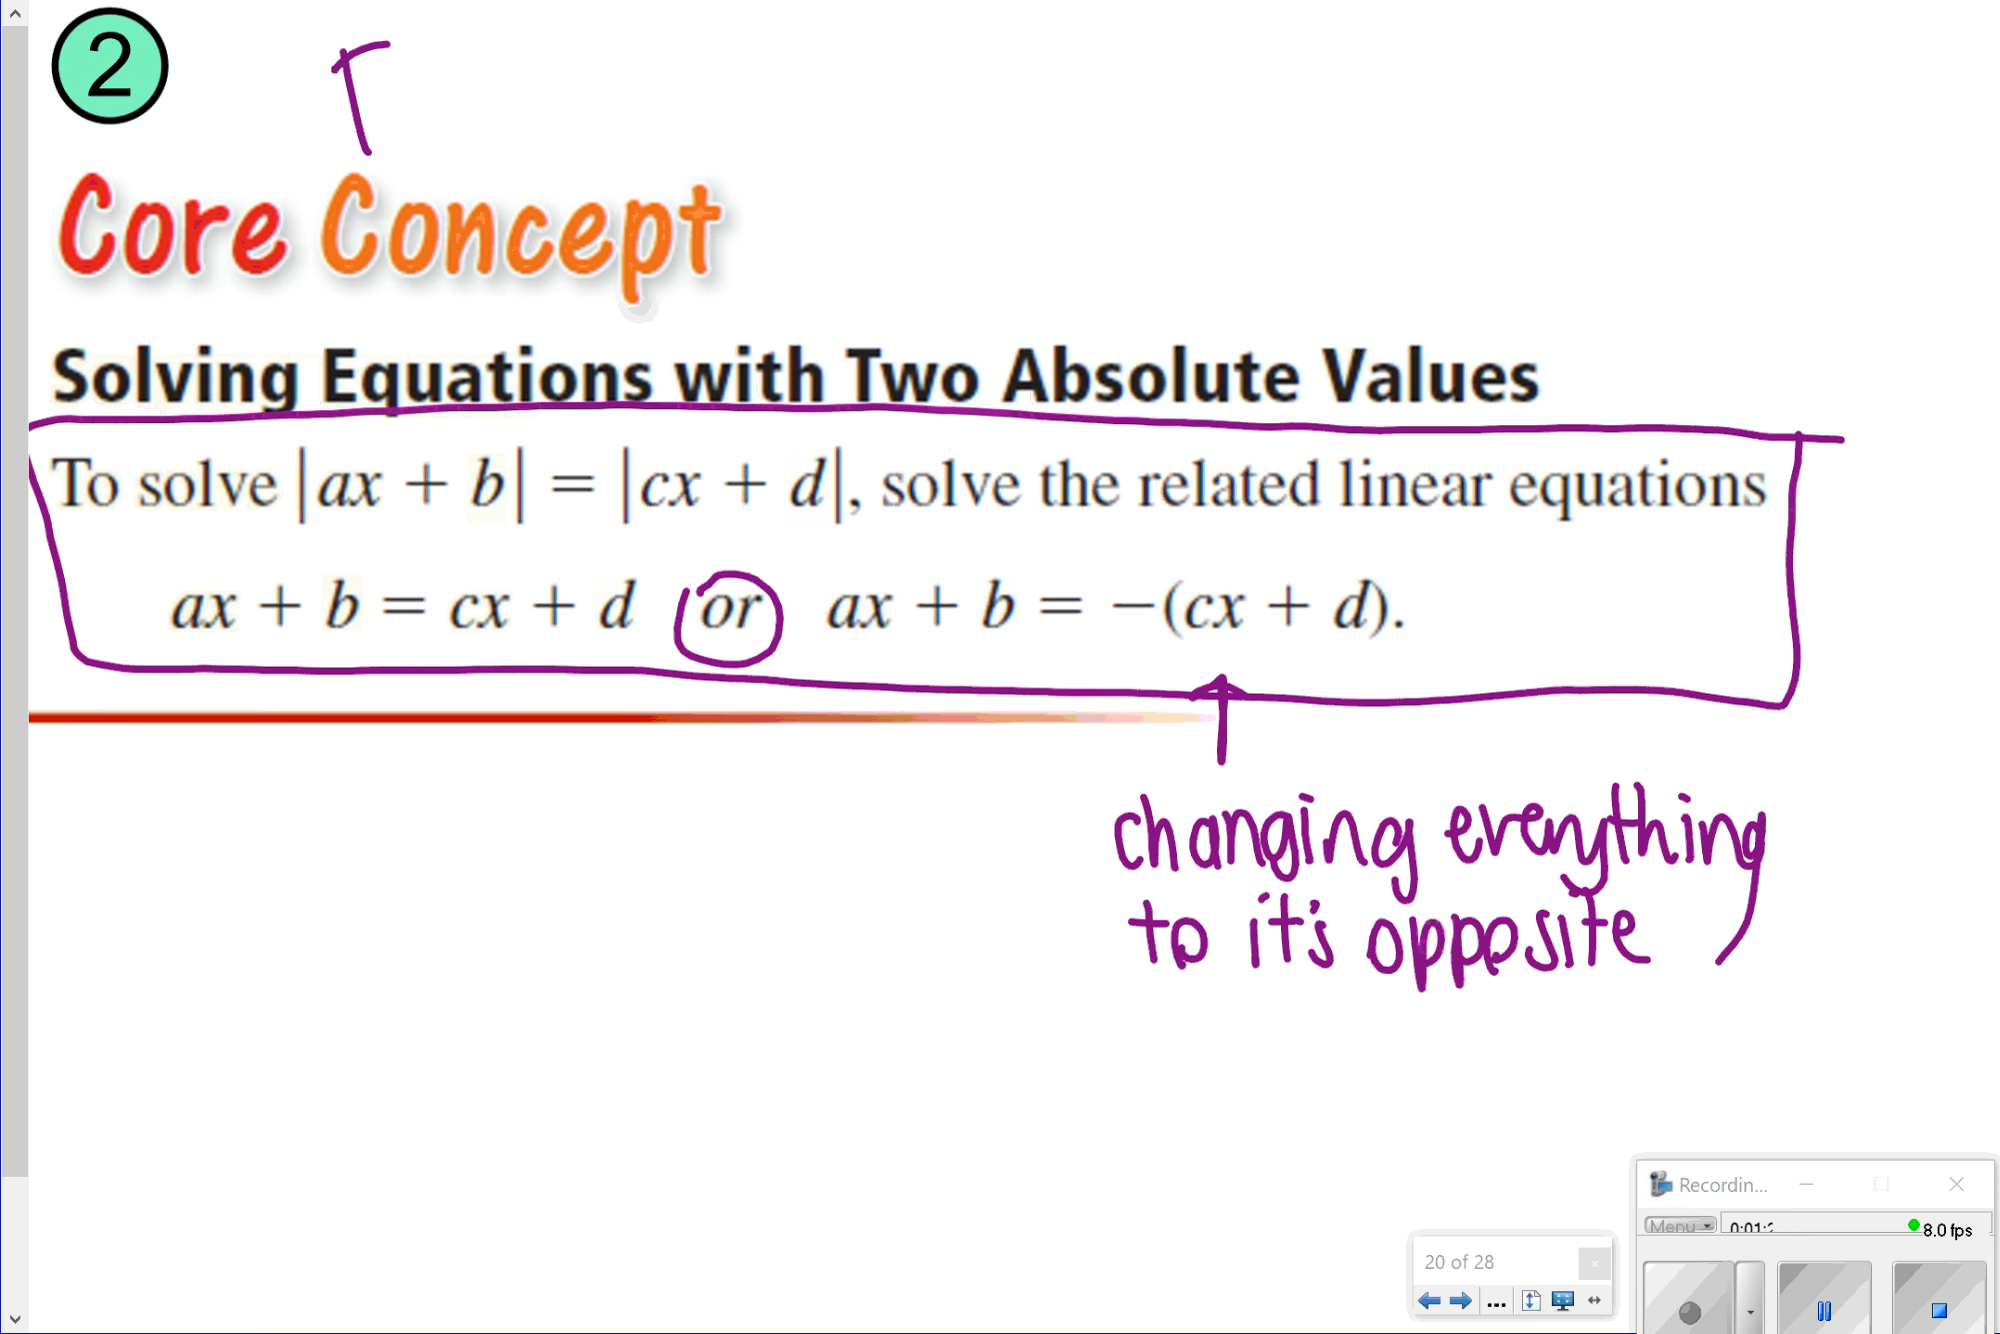 2
Core Concept
Solving Equations with Two Absolute Values
To solve |ax + b| = |cx + d|, solve the related linear equations
ax + b = cx + d or ax + b = −(cx + d).
changing everything
to it's opposite
Recordin...
Menu 8.0 fps
20 of 28
...